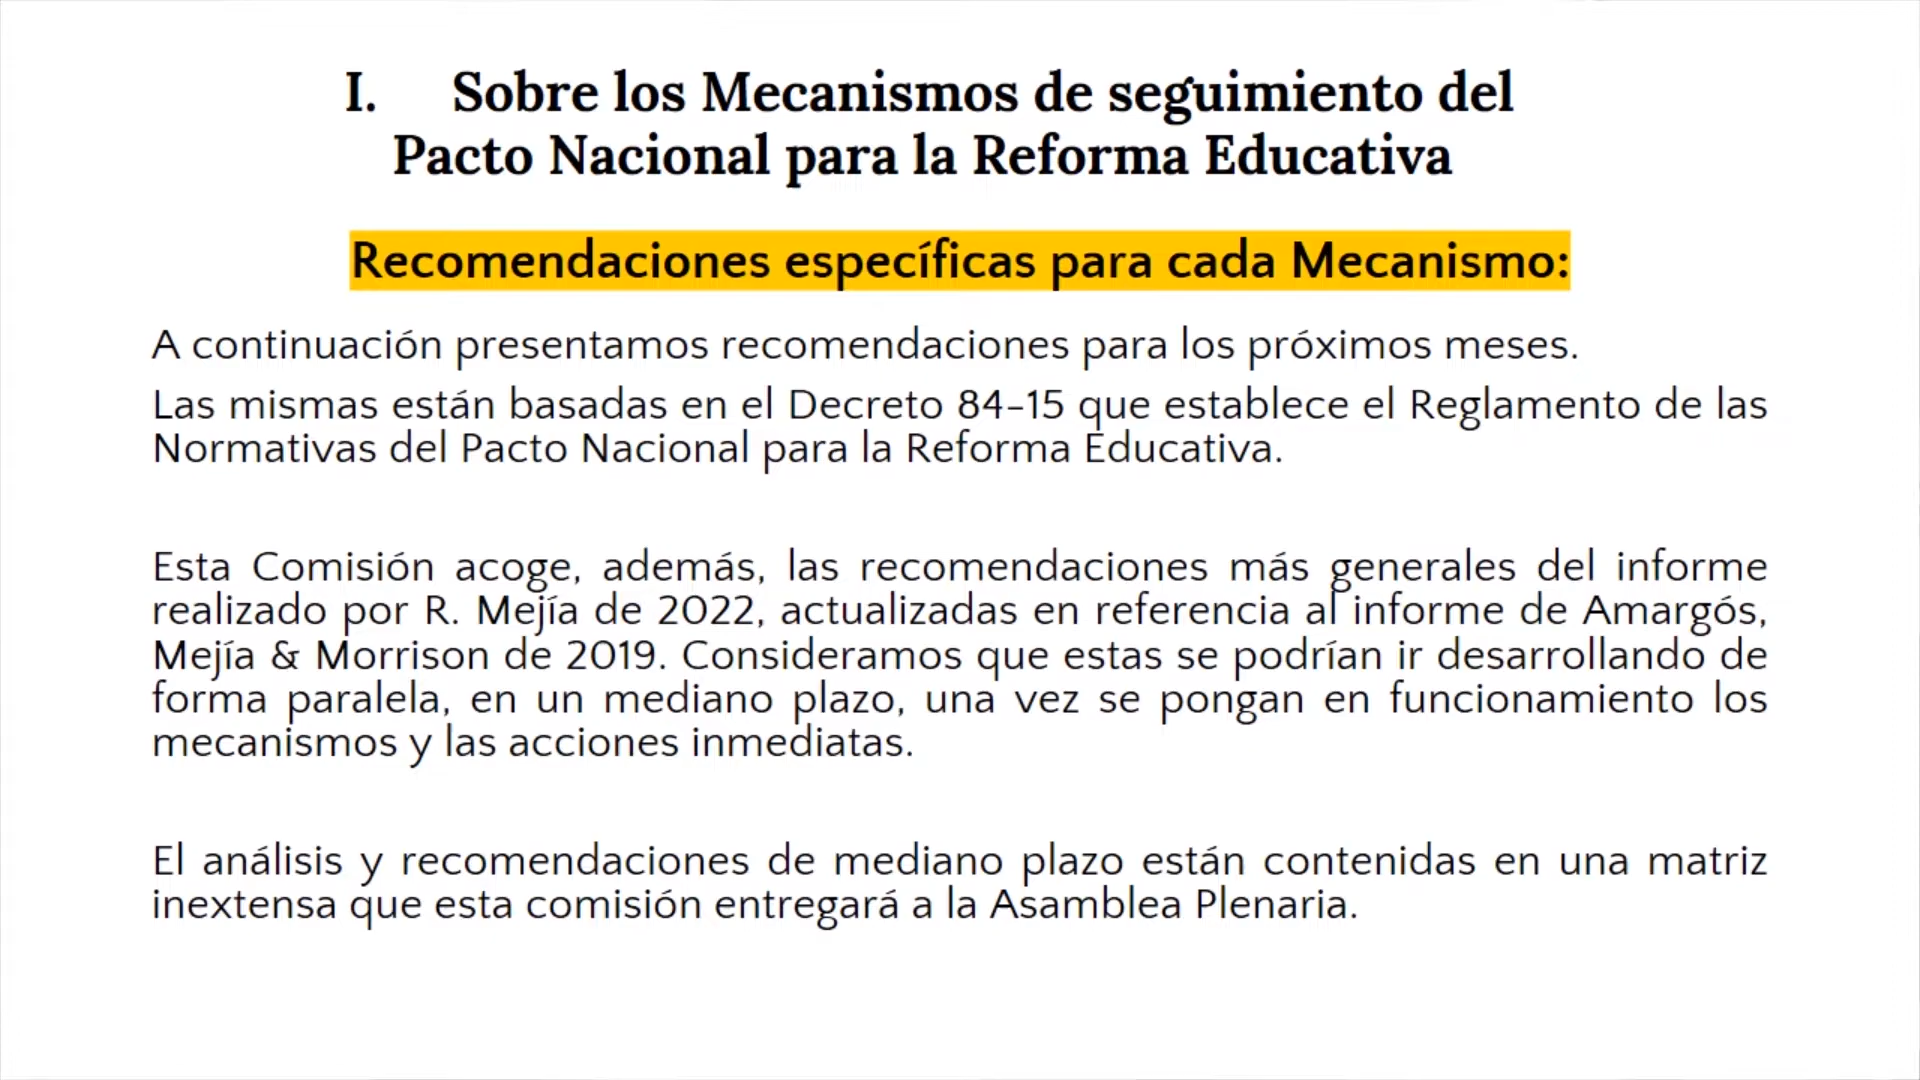 I. Sobre los Mecanismos de seguimiento del
Pacto Nacional para la Reforma Educativa
Recomendaciones específicas para cada Mecanismo:
A continuación presentamos recomendaciones para los próximos meses.
Las mismas están basadas en el Decreto 84-15 que establece el Reglamento de las
Normativas del Pacto Nacional para la Reforma Educativa.
Esta Comisión acoge, además, las recomendaciones más generales del informe
realizado por R. Mejía de 2022, actualizadas en referencia al informe de Amargós,
Mejía & Morrison de 2019. Consideramos que estas se podrían ir desarrollando de
forma paralela, en un mediano plazo, una vez se pongan en funcionamiento los
mecanismos y las acciones inmediatas.
El análisis y recomendaciones de mediano plazo están contenidas en una matriz
inextensa que esta comisión entregará a la Asamblea Plenaria.